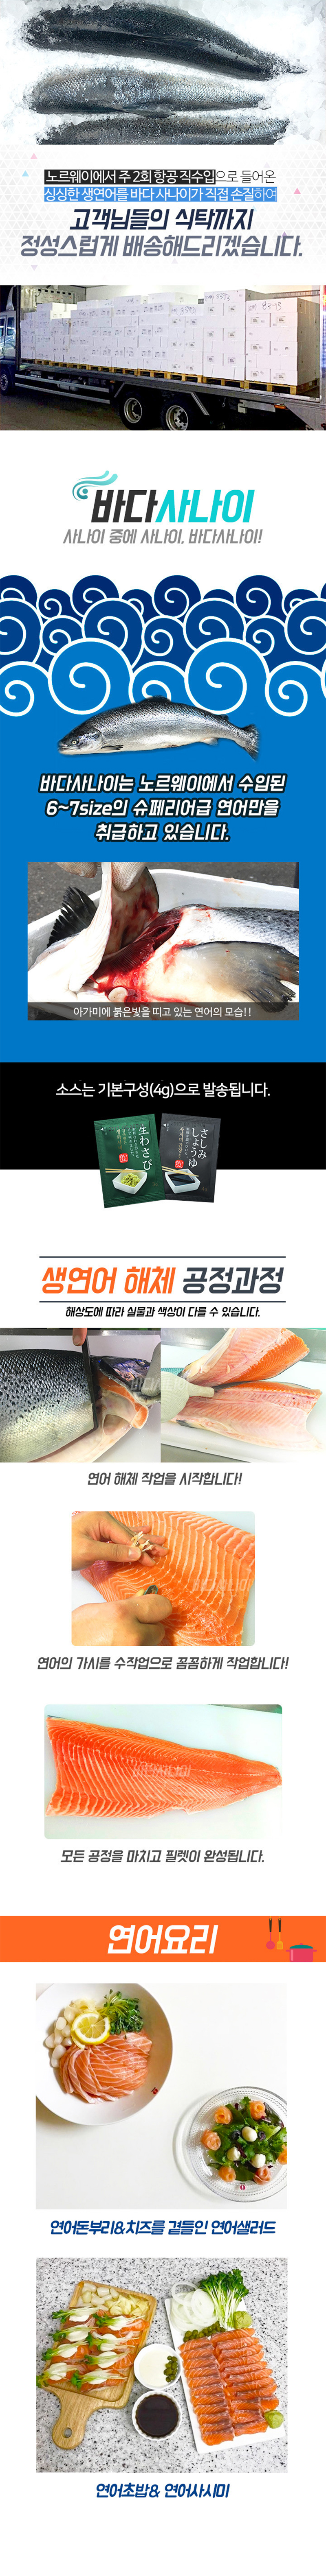 노르웨이에서 주 2회 항공 직수입으로 들어온
싱싱한 생연어를 바다 사나이가 직접 손질하여
고객님들의 식탁까지
정성스럽게 배송해드리겠습니다.
바다사나이
사나이 중에 사나이, 바다사나이!
바다사나이는 노르웨이에서 수입된
6~7size의 슈페리어급 연어만을
취급하고 있습니다.
아가미에 붉은빛을 띠고 있는 연어의 모습!!
소스는 기본구성(4g)으로 발송됩니다.
生わさび
さしみ
しょうゆ
생연어 해체 공정과정
해상도에 따라 실물과 색상이 다를 수 있습니다.
연어 해체 작업을 시작합니다!
연어의 가시를 수작업으로 꼼꼼하게 작업합니다!
모든 공정을 마치고 필렛이 완성됩니다.
연어요리
연어돈부리&치즈를 곁들인 연어샐러드
연어초밥& 연어사시미